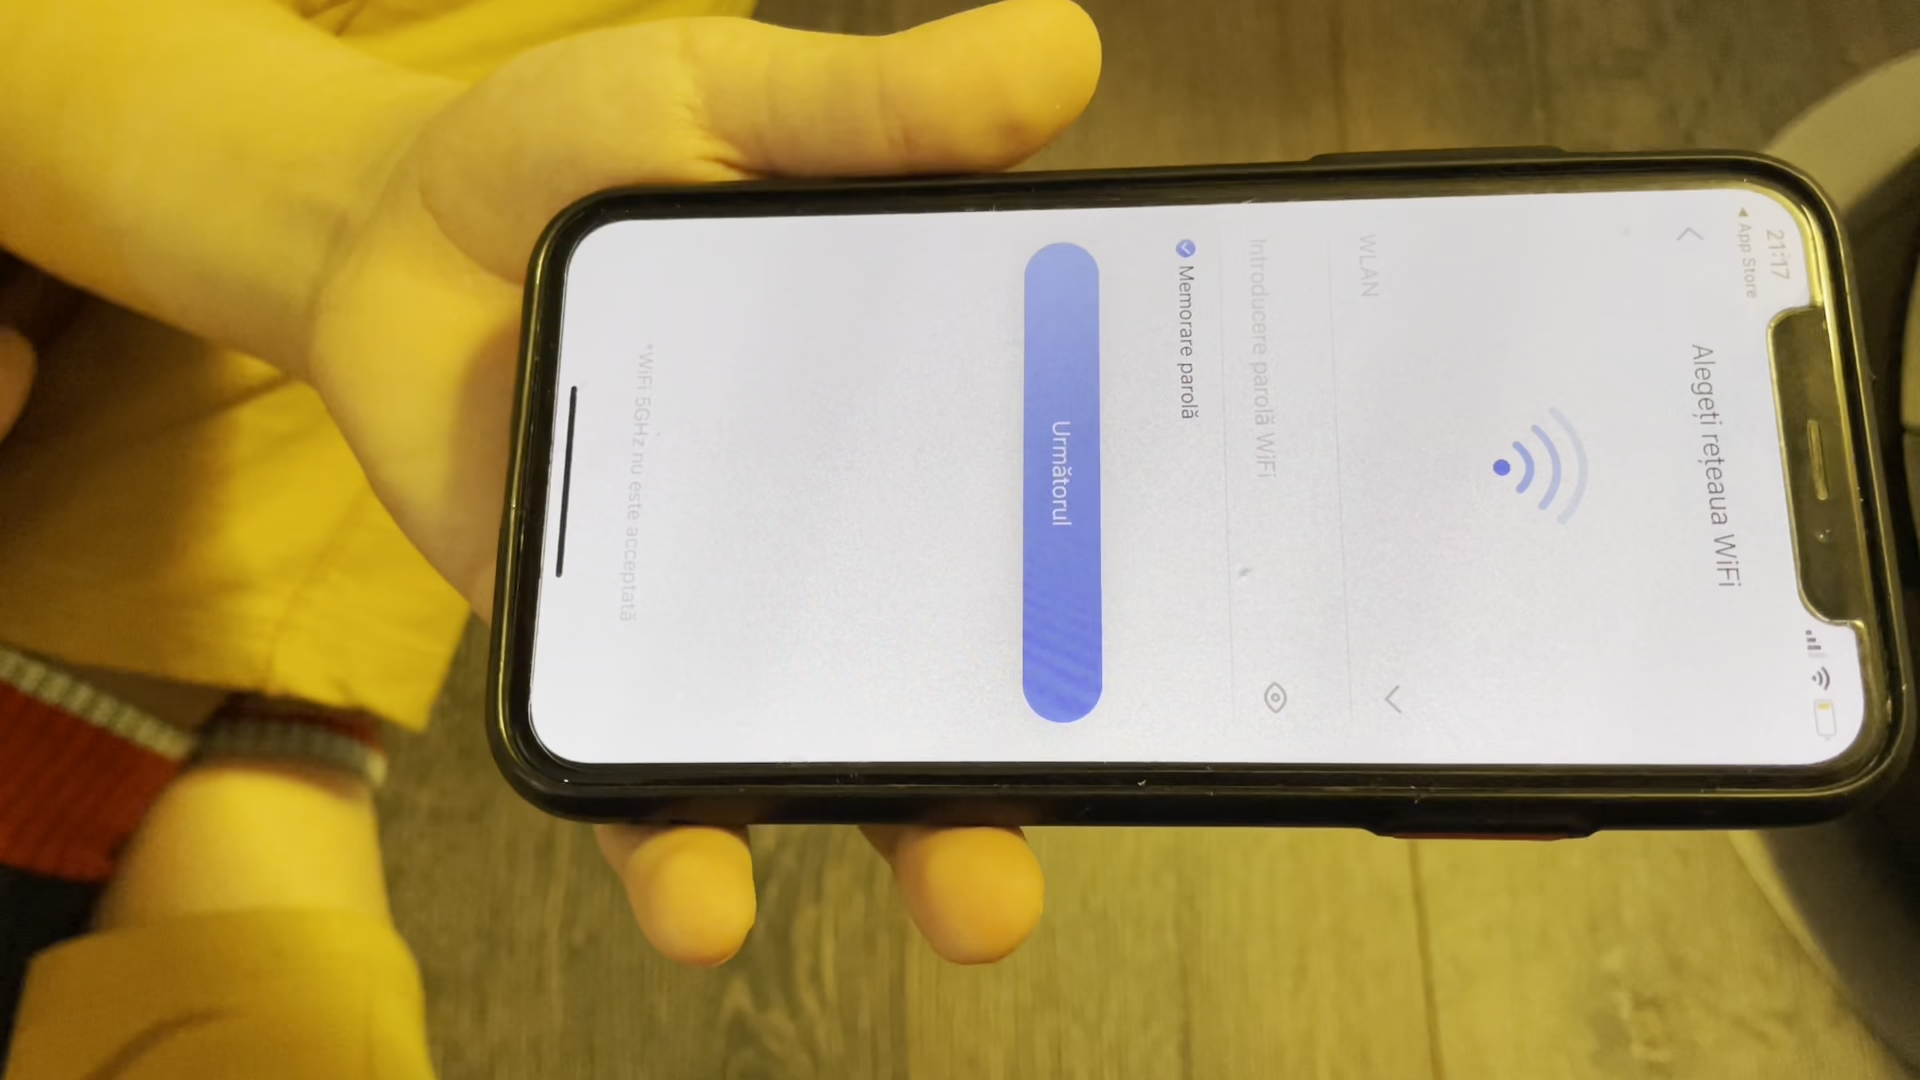 21:17
◀ App Store
Alegeți rețeaua WiFi
WLAN
Introducere parolă WiFi
Memorare parolă
Următorul
*WiFi 5GHz nu este acceptată